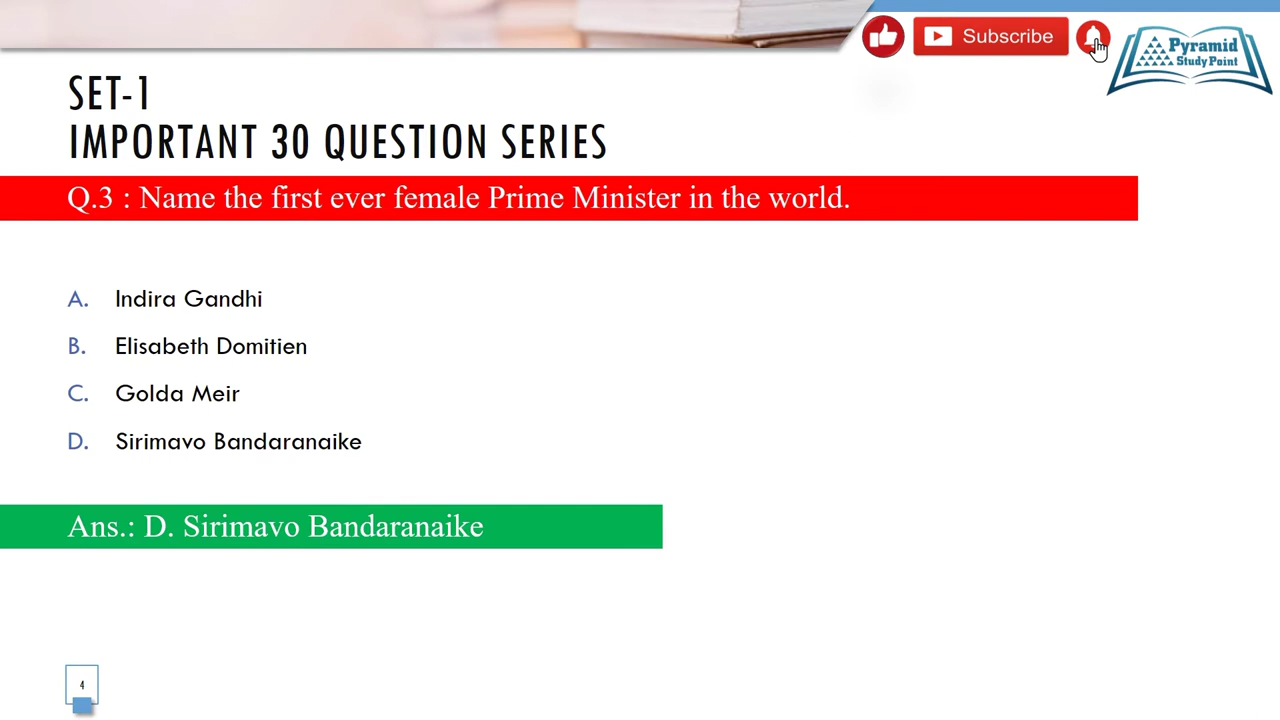 Subscribe
Pyramid
Study Point
SET-1
IMPORTANT 30 QUESTION SERIES
Q.3 : Name the first ever female Prime Minister in the world.
A. Indira Gandhi
B. Elisabeth Domitien
C. Golda Meir
D. Sirimavo Bandaranaike
Ans.: D. Sirimavo Bandaranaike
4